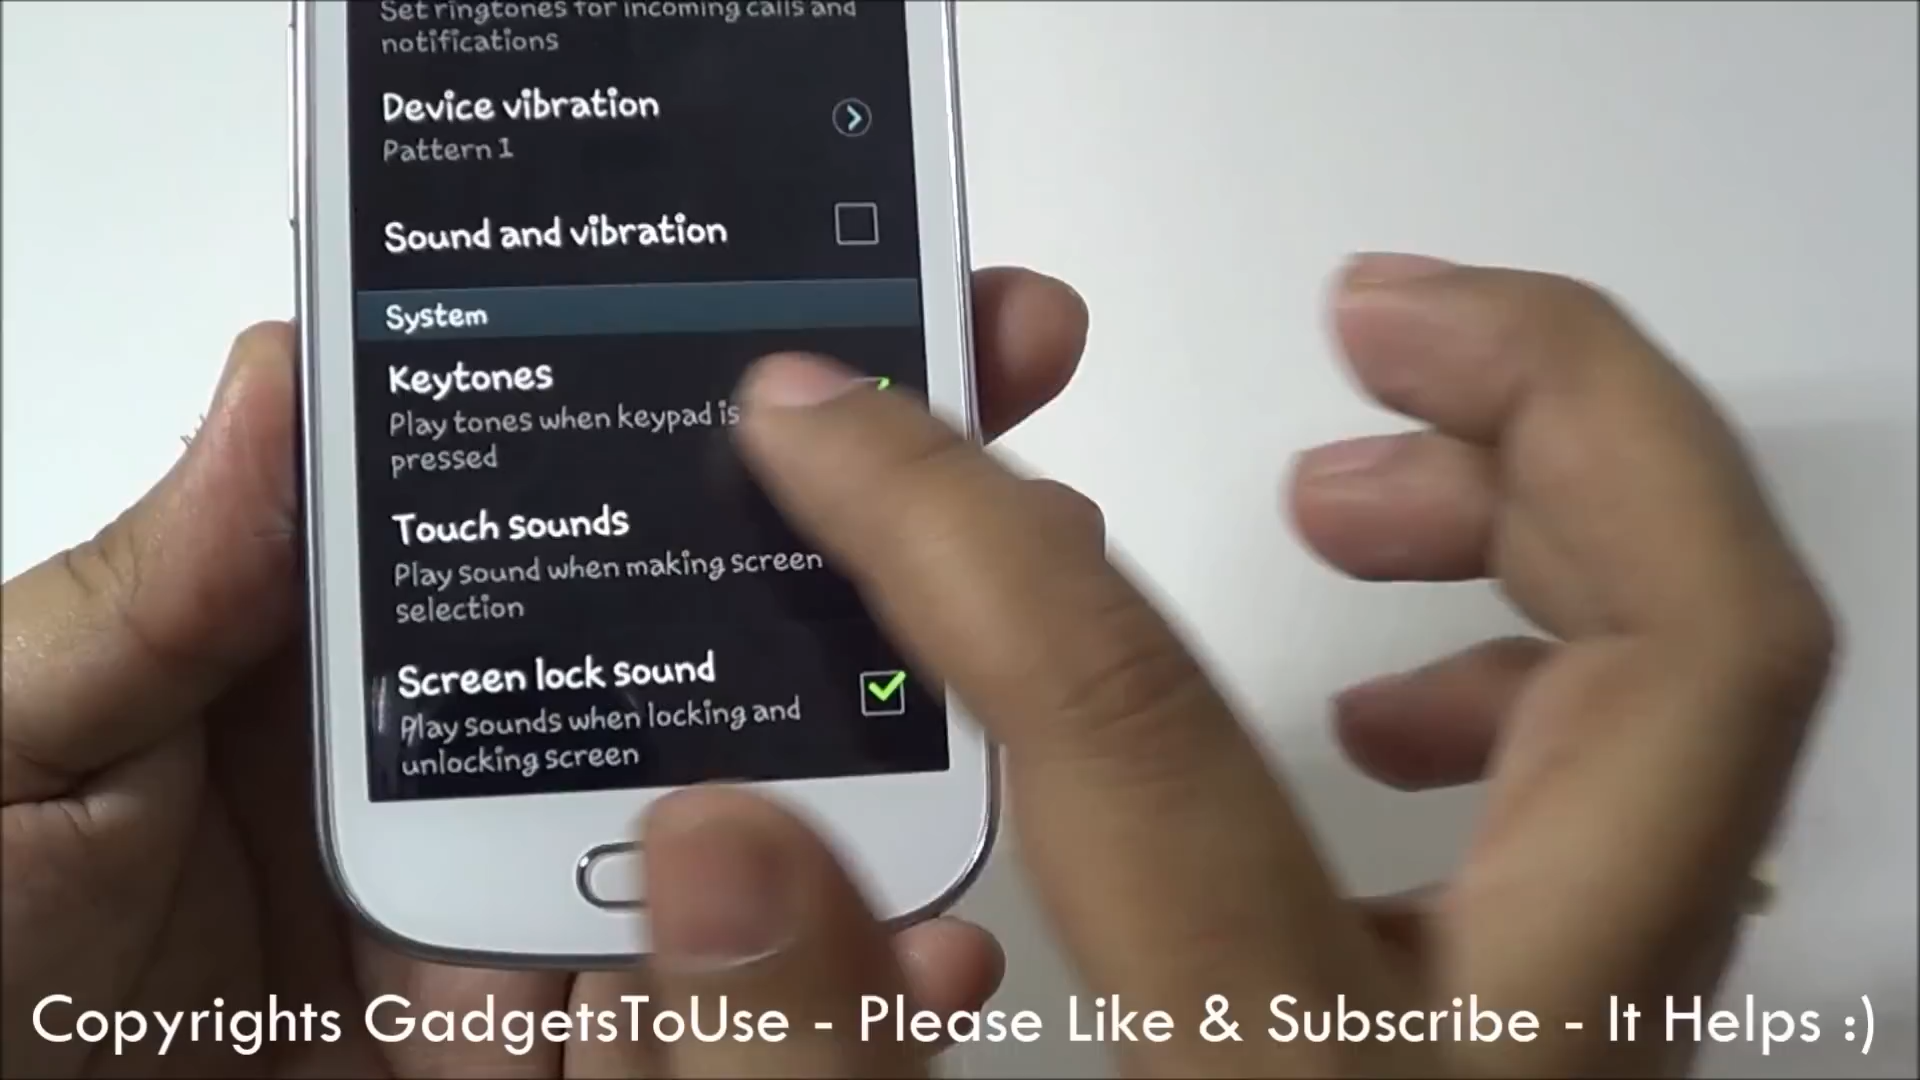 Set ringtones for incoming calls and
notifications
Device vibration
Pattern 1
Sound and vibration
System
Keytones
Play tones when keypad is
pressed
Touch sounds
Play sound when making screen
selection
Screen lock sound
Play sounds when locking and
unlocking screen
Copyrights GadgetsToUse - Please Like & Subscribe - It Helps :)